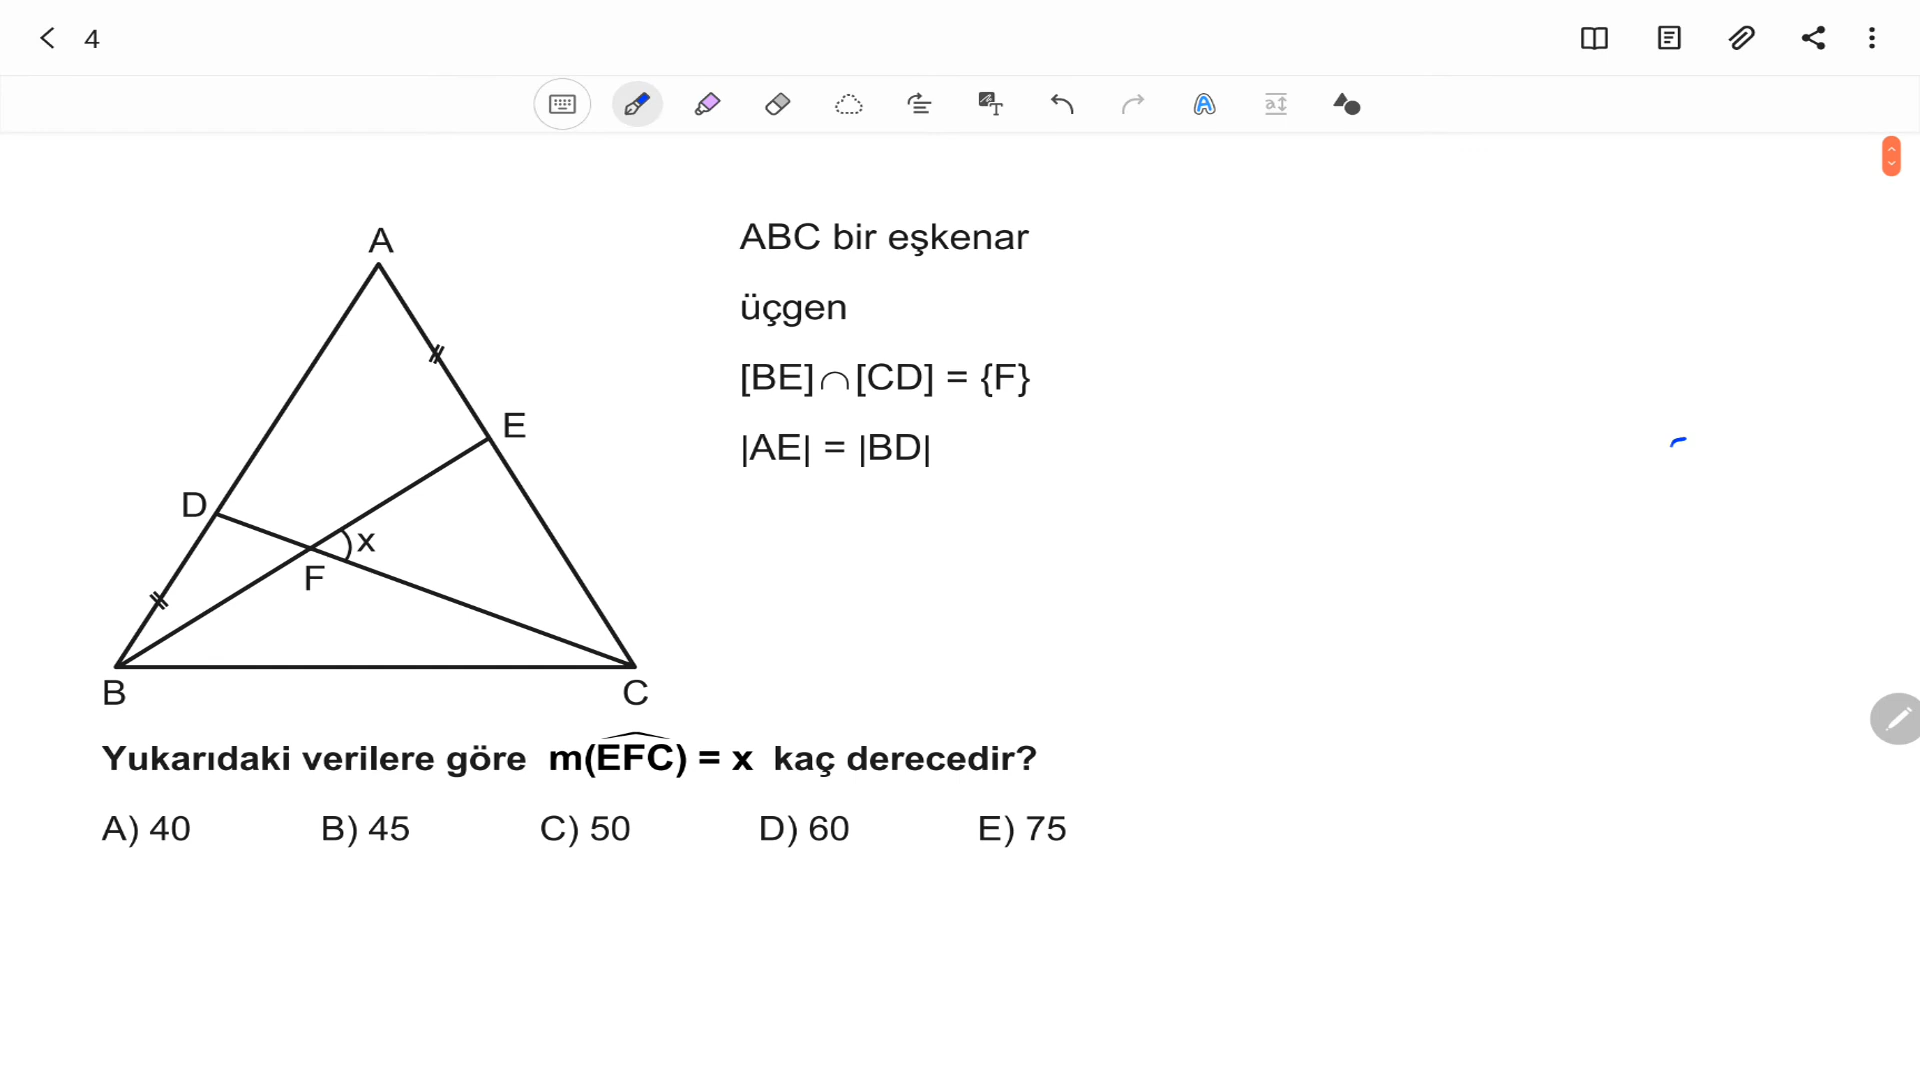 4
A
ABC bir eşkenar
üçgen
[BE]∩[CD] = {F}
E
|AE| = |BD|
D
x
F
B
C
Yukarıdaki verilere göre m(EFC) = x kaç derecedir?
A) 40 B) 45 C) 50 D) 60 E) 75